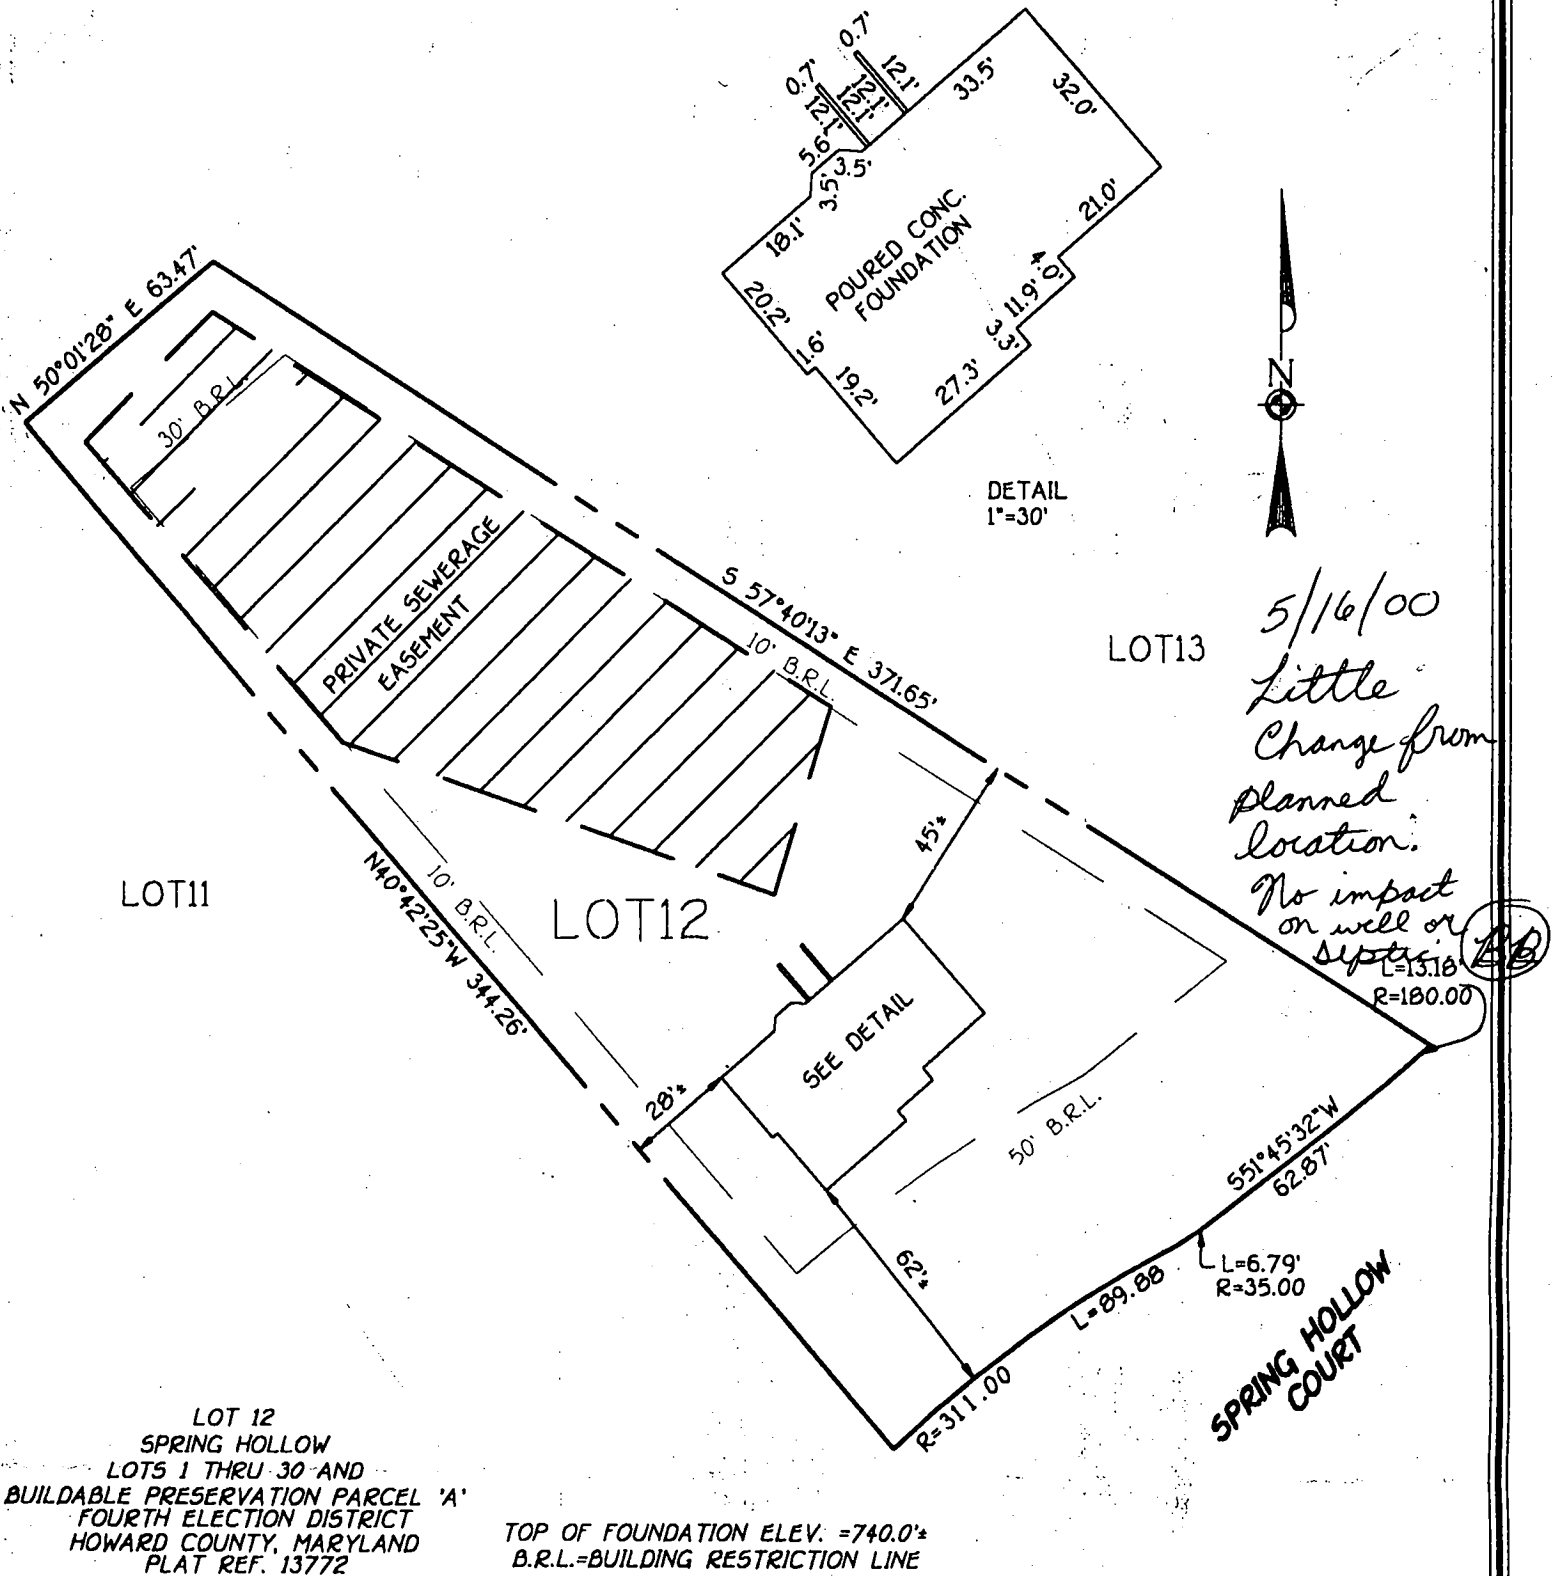 0.7'
12.1'
12.1'
0.7'
12.1'
12.1'
5.6'
3.5'
3.5'
18.1'
33.5'
32.0'
21.0'
4.0'
11.9'
3.3'
27.3'
19.2'
1.6'
20.2'
POURED CONC.
FOUNDATION
DETAIL
1"=30'
N
N 50°01'28" E 63.47'
30' B.R.L.
PRIVATE SEWERAGE
EASEMENT
S 57°40'13" E 371.65'
10' B.R.L.
LOT13
5/16/00
Little
Change from
planned
location.
No impact
on well or
septic. BB
L=13.18'
R=180.00
LOT11
N40°42'25"W 344.26'
10' B.R.L.
LOT12
45'±
28'±
SEE DETAIL
50' B.R.L.
62'±
S51°45'32"W
62.87'
L=6.79'
R=35.00
L=89.88
R=311.00
SPRING HOLLOW
COURT
LOT 12
SPRING HOLLOW
LOTS 1 THRU 30 AND
BUILDABLE PRESERVATION PARCEL 'A'
FOURTH ELECTION DISTRICT
HOWARD COUNTY, MARYLAND
PLAT REF. 13772
TOP OF FOUNDATION ELEV. =740.0'±
B.R.L.=BUILDING RESTRICTION LINE